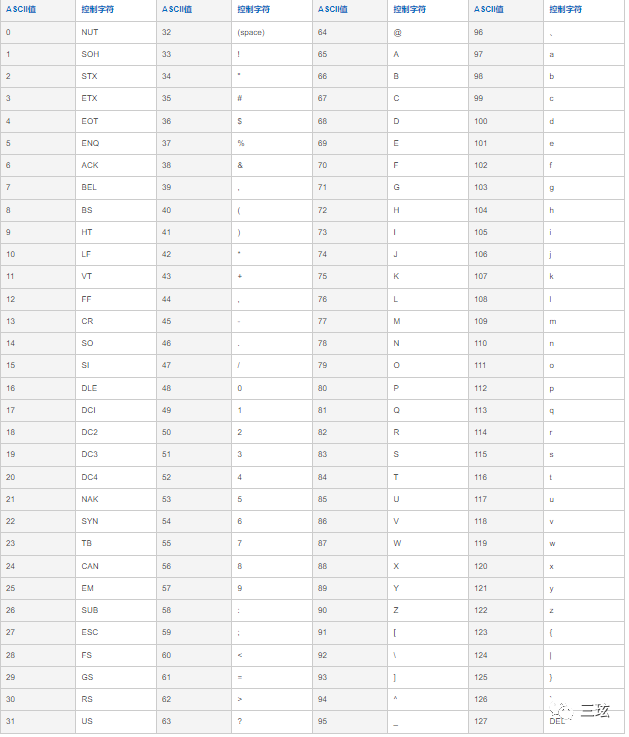 ASCII值 控制字符 ASCII值 控制字符 ASCII值 控制字符 ASCII值 控制字符
0 NUT 32 (space) 64 @ 96 、
1 SOH 33 ! 65 A 97 a
2 STX 34 " 66 B 98 b
3 ETX 35 # 67 C 99 c
4 EOT 36 $ 68 D 100 d
5 ENQ 37 % 69 E 101 e
6 ACK 38 & 70 F 102 f
7 BEL 39 , 71 G 103 g
8 BS 40 ( 72 H 104 h
9 HT 41 ) 73 I 105 i
10 LF 42 * 74 J 106 j
11 VT 43 + 75 K 107 k
12 FF 44 , 76 L 108 l
13 CR 45 - 77 M 109 m
14 SO 46 . 78 N 110 n
15 SI 47 / 79 O 111 o
16 DLE 48 0 80 P 112 p
17 DCI 49 1 81 Q 113 q
18 DC2 50 2 82 R 114 r
19 DC3 51 3 83 S 115 s
20 DC4 52 4 84 T 116 t
21 NAK 53 5 85 U 117 u
22 SYN 54 6 86 V 118 v
23 TB 55 7 87 W 119 w
24 CAN 56 8 88 X 120 x
25 EM 57 9 89 Y 121 y
26 SUB 58 : 90 Z 122 z
27 ESC 59 ; 91 [ 123 {
28 FS 60 < 92 \ 124 |
29 GS 61 = 93 ] 125 }
30 RS 62 > 94 ^ 126
31 US 63 ? 95 _ 127 DEL
三玹